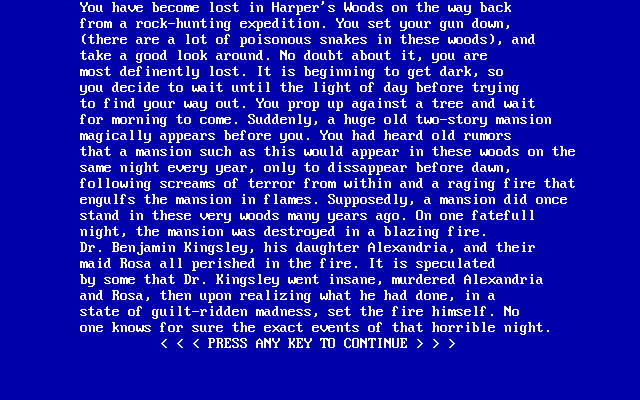 You have become lost in Harper's Woods on the way back
from a rock-hunting expedition. You set your gun down,
(there are a lot of poisonous snakes in these woods), and
take a good look around. No doubt about it, you are
most definently lost. It is beginning to get dark, so
you decide to wait until the light of day before trying
to find your way out. You prop up against a tree and wait
for morning to come. Suddenly, a huge old two-story mansion
magically appears before you. You had heard old rumors
that a mansion such as this would appear in these woods on the
same night every year, only to dissappear before dawn,
following screams of terror from within and a raging fire that
engulfs the mansion in flames. Supposedly, a mansion did once
stand in these very woods many years ago. On one fatefull
night, the mansion was destroyed in a blazing fire.
Dr. Benjamin Kingsley, his daughter Alexandria, and their
maid Rosa all perished in the fire. It is speculated
by some that Dr. Kingsley went insane, murdered Alexandria
and Rosa, then upon realizing what he had done, in a
state of guilt-ridden madness, set the fire himself. No
one knows for sure the exact events of that horrible night.
< < < PRESS ANY KEY TO CONTINUE > > >